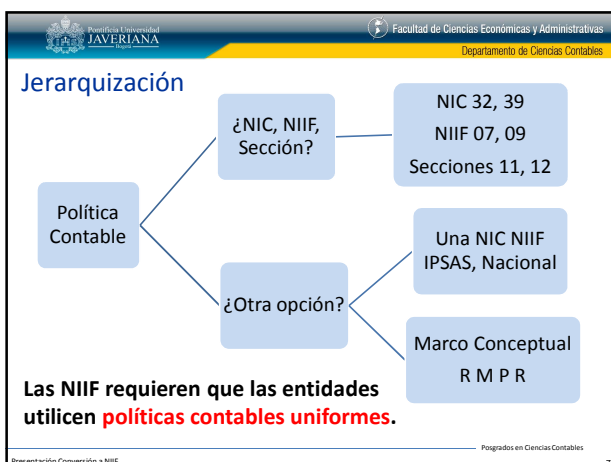 Pontificia Universidad
JAVERIANA
Bogotá
Facultad de Ciencias Económicas y Administrativas
Departamento de Ciencias Contables
Jerarquización
¿NIC, NIIF,
Sección?
NIC 32, 39
NIIF 07, 09
Secciones 11, 12
Política
Contable
¿Otra opción?
Una NIC NIIF
IPSAS, Nacional
Marco Conceptual
R M P R
Las NIIF requieren que las entidades
utilicen políticas contables uniformes.
Posgrados en Ciencias Contables
Presentación Conversión a NIIF